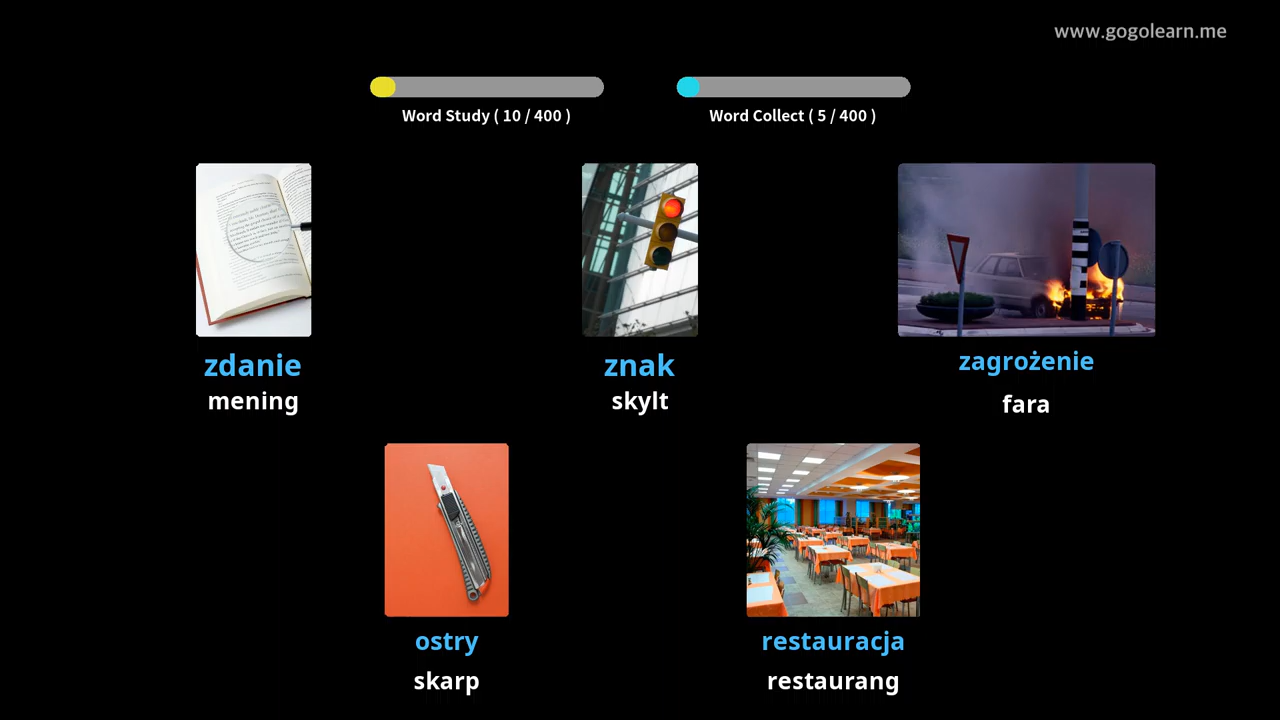 www.gogolearn.me
Word Study ( 10 / 400 )
Word Collect ( 5 / 400 )
zdanie
mening
znak
skylt
zagrożenie
fara
ostry
skarp
restauracja
restaurang